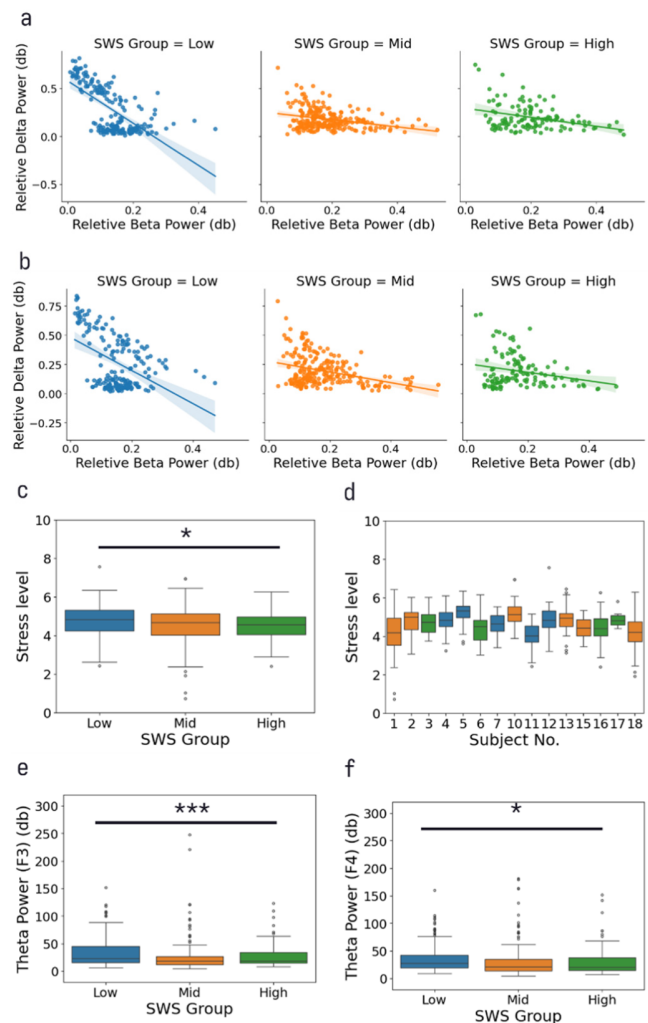 a
SWS Group = Low
SWS Group = Mid
SWS Group = High
Reletive Delta Power (db)
0.5
0.0
−0.5
0.0 0.2 0.4
0.0 0.2 0.4
0.0 0.2 0.4
Reletive Beta Power (db)
Reletive Beta Power (db)
Reletive Beta Power (db)
b
SWS Group = Low
SWS Group = Mid
SWS Group = High
Reletive Delta Power (db)
0.75
0.50
0.25
0.00
−0.25
0.0 0.2 0.4
0.0 0.2 0.4
0.0 0.2 0.4
Reletive Beta Power (db)
Reletive Beta Power (db)
Reletive Beta Power (db)
c
*
Stress level
10
8
6
4
2
0
Low Mid High
SWS Group
d
Stress level
10
8
6
4
2
0
1 2 3 4 5 6 7 10 11 12 13 15 16 17 18
Subject No.
e
***
Theta Power (F3) (db)
300
250
200
150
100
50
0
Low Mid High
SWS Group
f
*
Theta Power (F4) (db)
300
250
200
150
100
50
0
Low Mid High
SWS Group